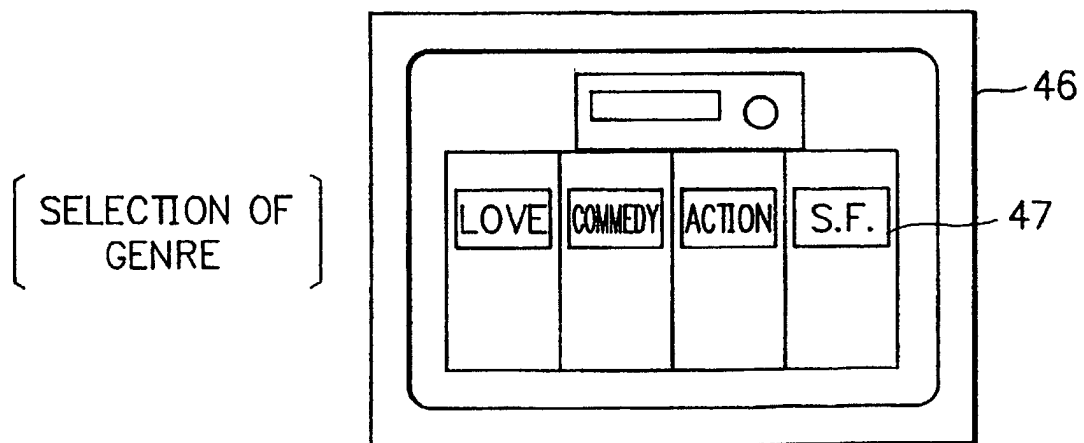 46
SELECTION OF
GENRE
LOVE COMMEDY ACTION S.F.
47